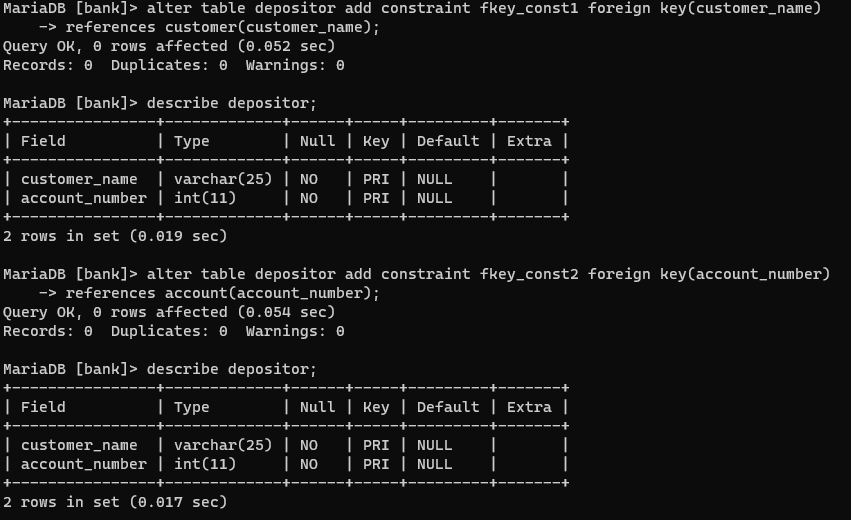 MariaDB [bank]> alter table depositor add constraint fkey_const1 foreign key(customer_name)
    -> references customer(customer_name);
Query OK, 0 rows affected (0.052 sec)
Records: 0  Duplicates: 0  Warnings: 0

MariaDB [bank]> describe depositor;
+----------------+-------------+------+-----+---------+-------+
| Field          | Type        | Null | Key | Default | Extra |
+----------------+-------------+------+-----+---------+-------+
| customer_name  | varchar(25) | NO   | PRI | NULL    |       |
| account_number | int(11)     | NO   | PRI | NULL    |       |
+----------------+-------------+------+-----+---------+-------+
2 rows in set (0.019 sec)

MariaDB [bank]> alter table depositor add constraint fkey_const2 foreign key(account_number)
    -> references account(account_number);
Query OK, 0 rows affected (0.054 sec)
Records: 0  Duplicates: 0  Warnings: 0

MariaDB [bank]> describe depositor;
+----------------+-------------+------+-----+---------+-------+
| Field          | Type        | Null | Key | Default | Extra |
+----------------+-------------+------+-----+---------+-------+
| customer_name  | varchar(25) | NO   | PRI | NULL    |       |
| account_number | int(11)     | NO   | PRI | NULL    |       |
+----------------+-------------+------+-----+---------+-------+
2 rows in set (0.017 sec)